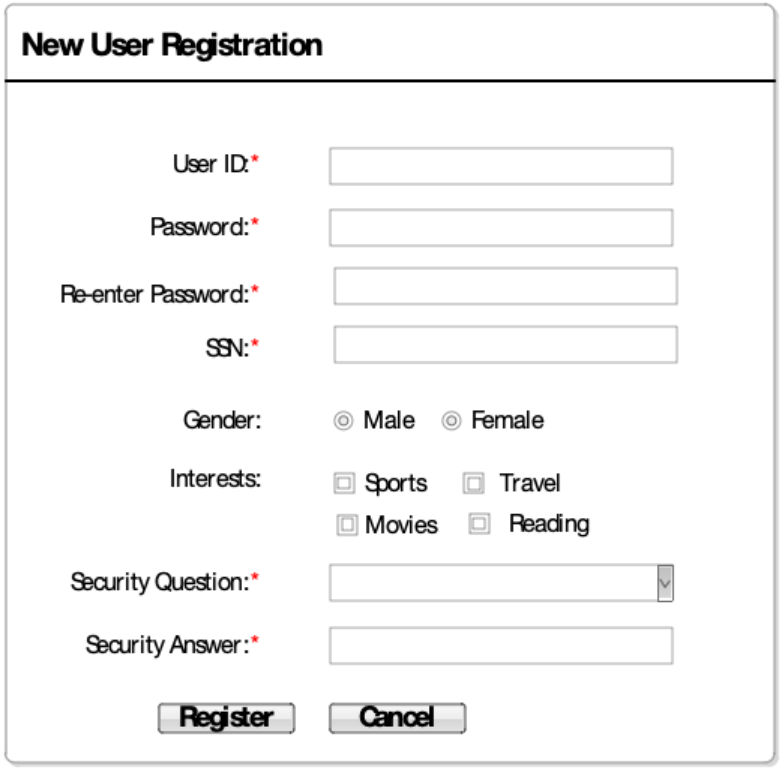 New User Registration
User ID:*
Password:*
Re-enter Password:*
SSN:*
Gender: Male Female
Interests: Sports Travel
Movies Reading
Security Question:*
Security Answer:*
Register Cancel